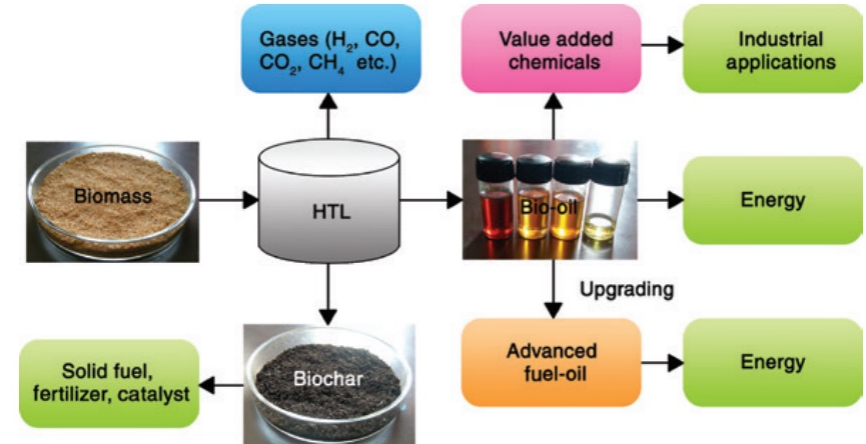 Gases (H₂, CO,
CO₂, CH₄ etc.)
Value added
chemicals
Industrial
applications
Biomass
HTL
Bio-oil
Energy
Upgrading
Solid fuel,
fertilizer, catalyst
Biochar
Advanced
fuel-oil
Energy